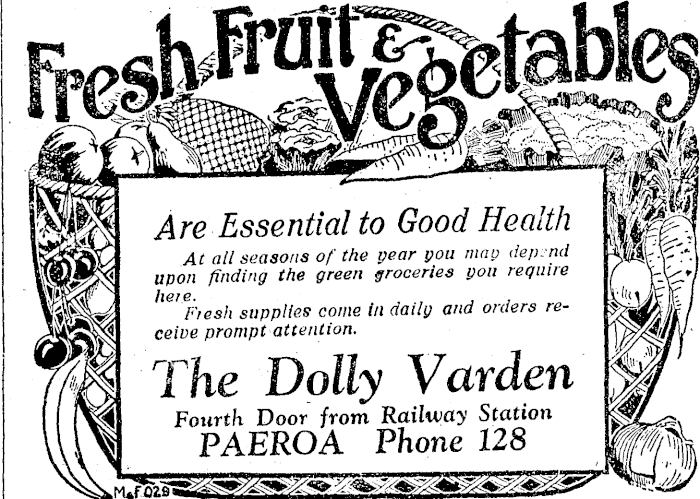 Fresh Fruit & Vegetables
Are Essential to Good Health
At all seasons of the year you may depend
upon finding the green groceries you require
here.
Fresh supplies come in daily and orders re-
ceive prompt attention.
The Dolly Varden
Fourth Door from Railway Station
PAEROA Phone 128
M.F.029